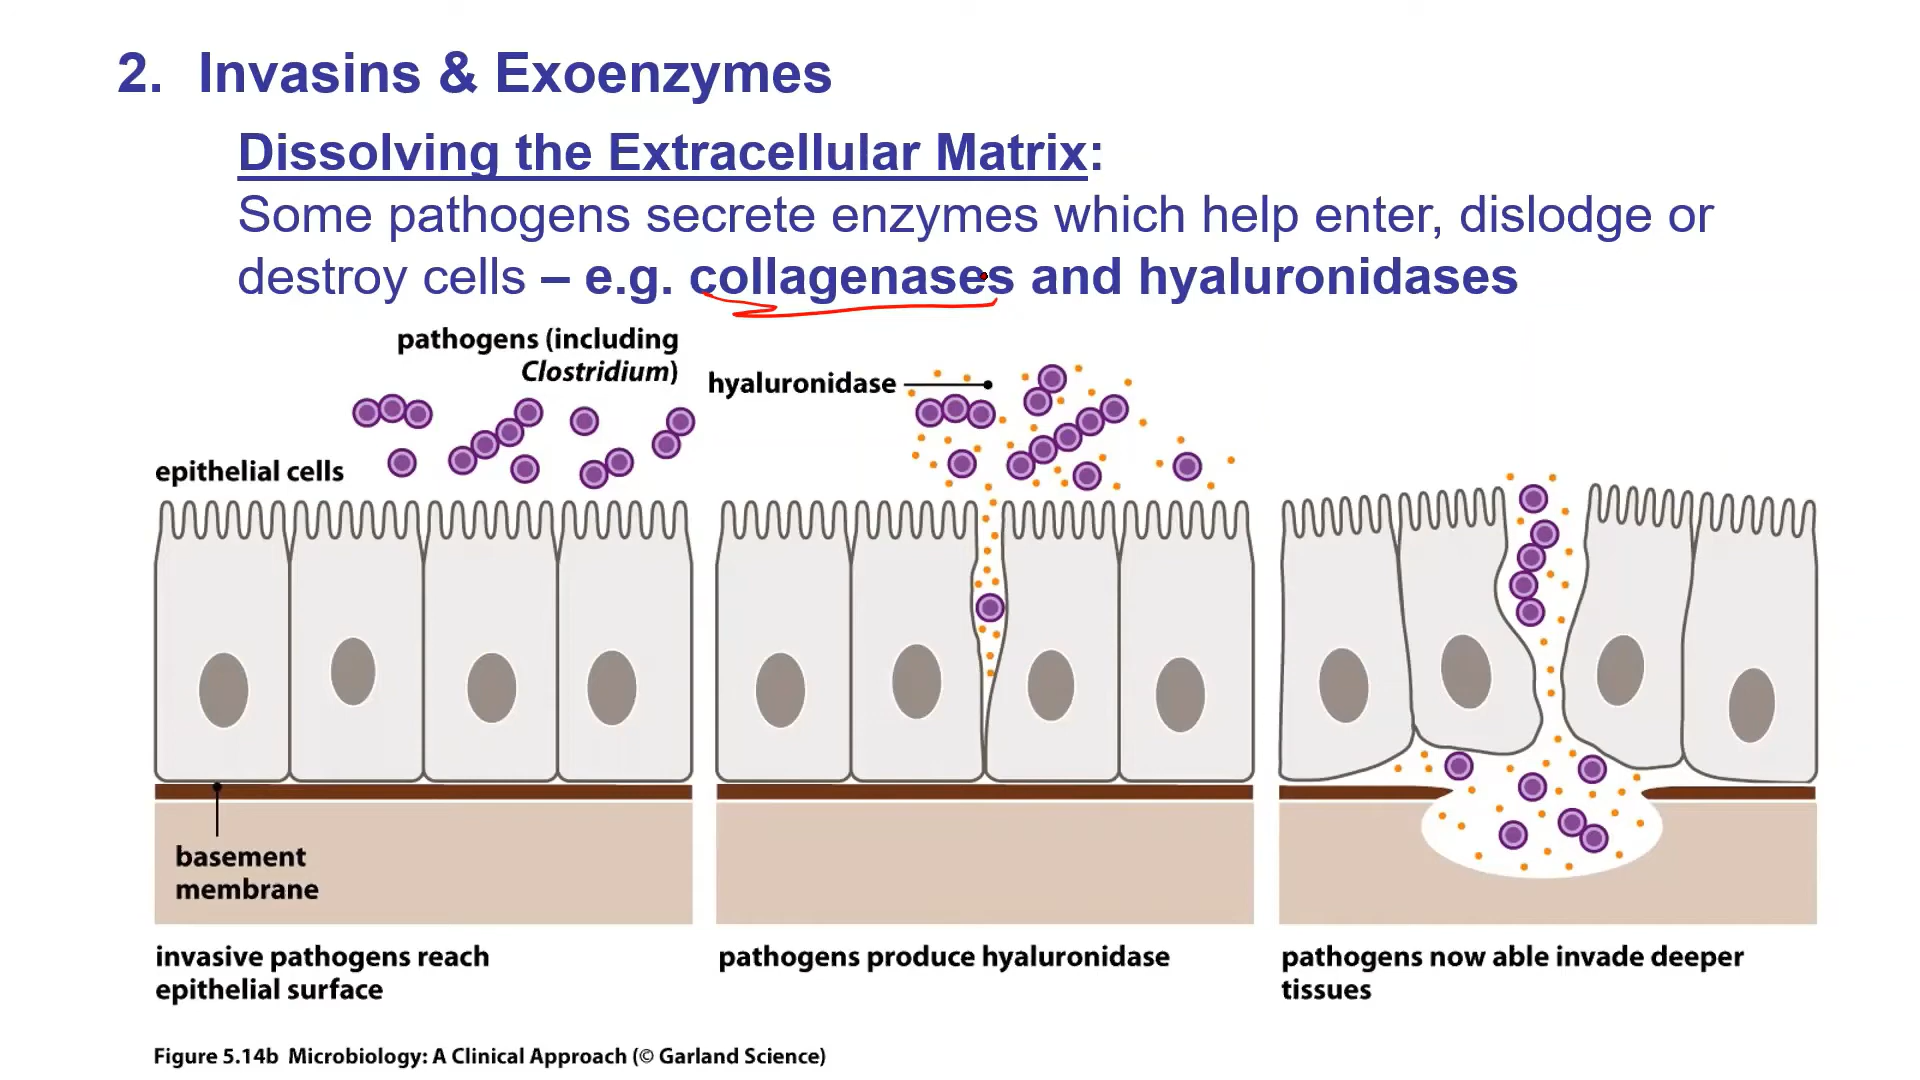 2. Invasins & Exoenzymes
Dissolving the Extracellular Matrix:
Some pathogens secrete enzymes which help enter, dislodge or
destroy cells – e.g. collagenases and hyaluronidases
pathogens (including
Clostridium)
hyaluronidase
epithelial cells
basement
membrane
invasive pathogens reach
epithelial surface
pathogens produce hyaluronidase
pathogens now able invade deeper
tissues
Figure 5.14b Microbiology: A Clinical Approach (© Garland Science)